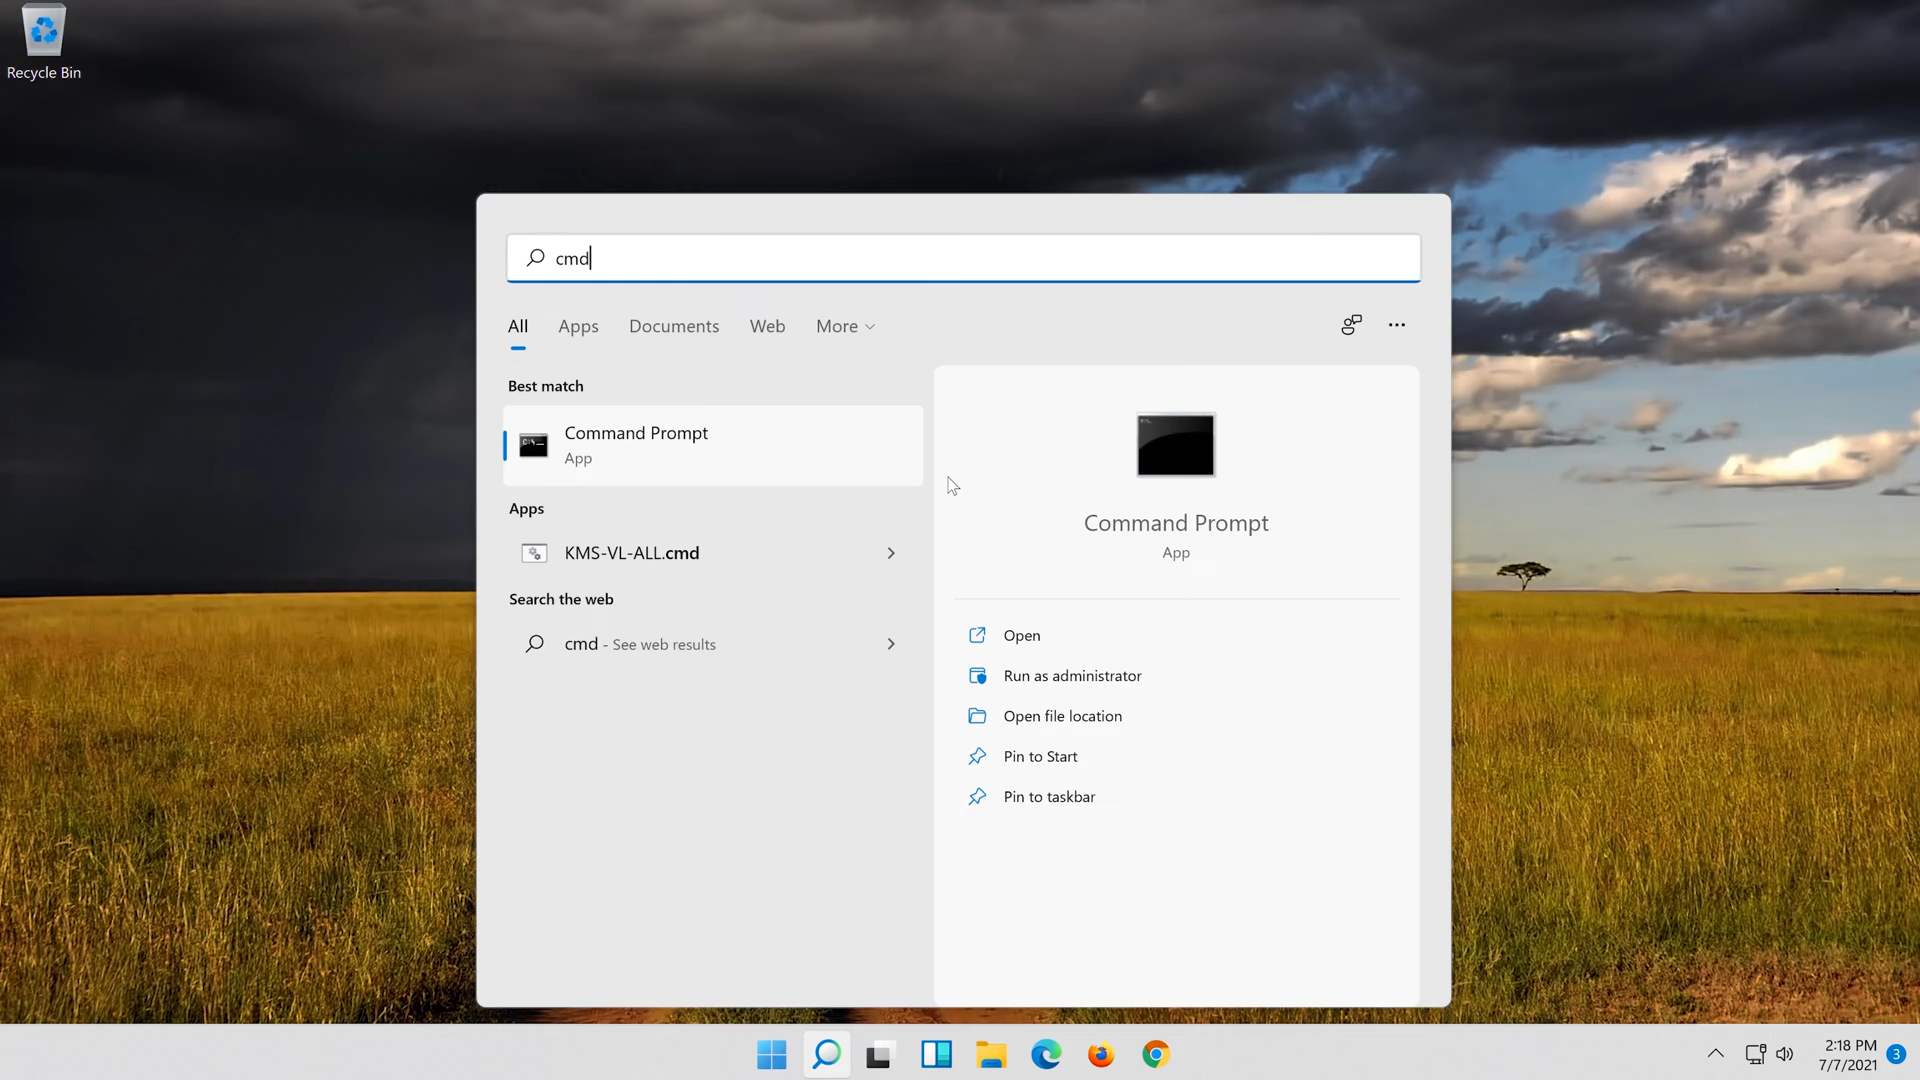 Recycle Bin
cmd
All Apps Documents Web More
Best match
Command Prompt
App
Apps
KMS-VL-ALL.cmd
Search the web
cmd - See web results
Command Prompt
App
Open
Run as administrator
Open file location
Pin to Start
Pin to taskbar
2:18 PM
7/7/2021
3